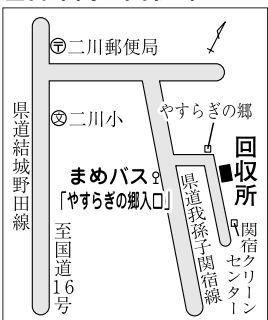 〒二川郵便局
文二川小
やすらぎの郷
回収所
まめバス
「やすらぎの郷入口」
県道結城野田線
至国道16号
県道我孫子関宿線
関宿クリーン
センター